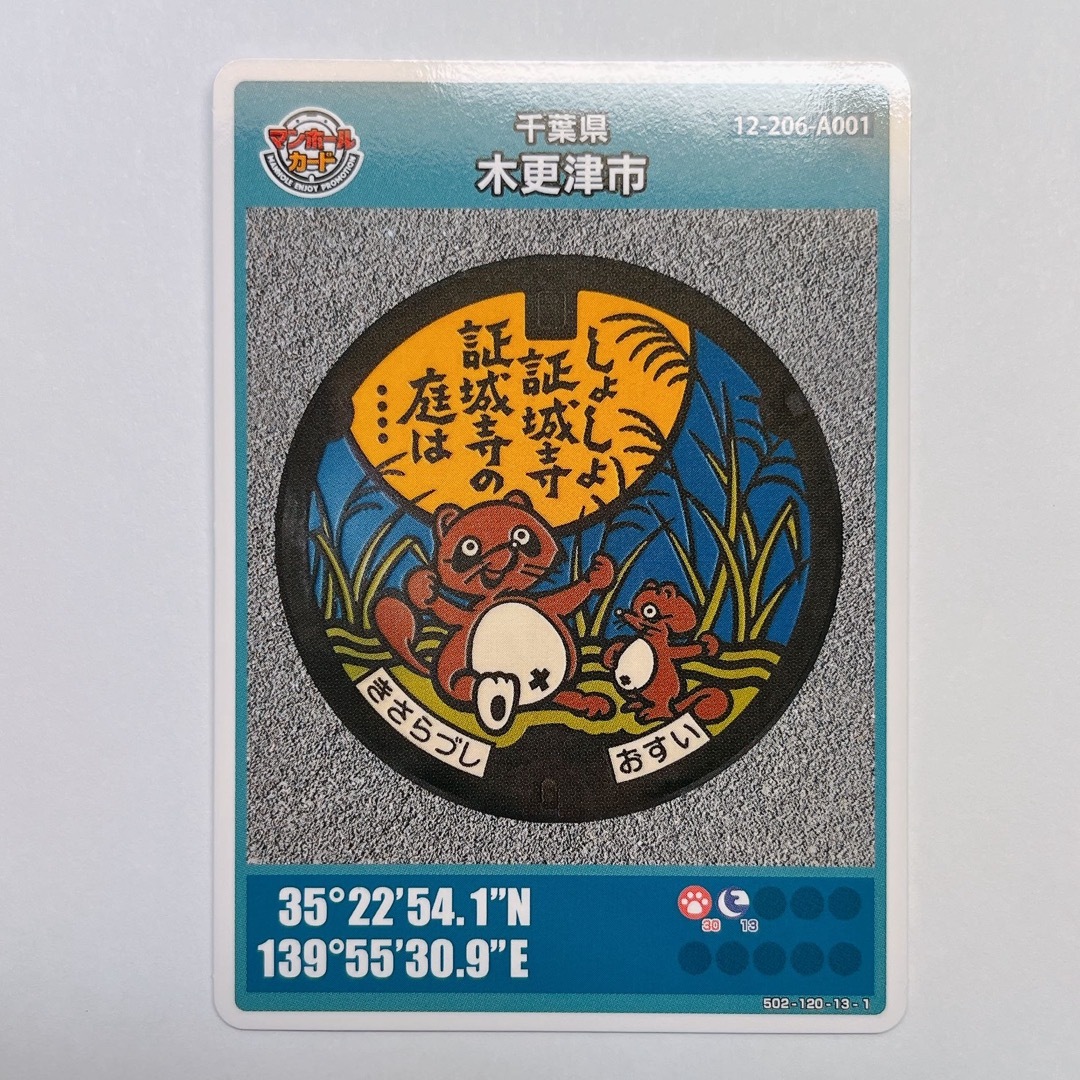 マンホール
カード
MANHOLE ENJOY PROMOTION
千葉県
木更津市
12-206-A001
しょしょ
証城寺
証城寺の
庭は
••••
きさらづし
おすい
35°22’54.1”N
139°55’30.9”E
30
13
502-120-13-1